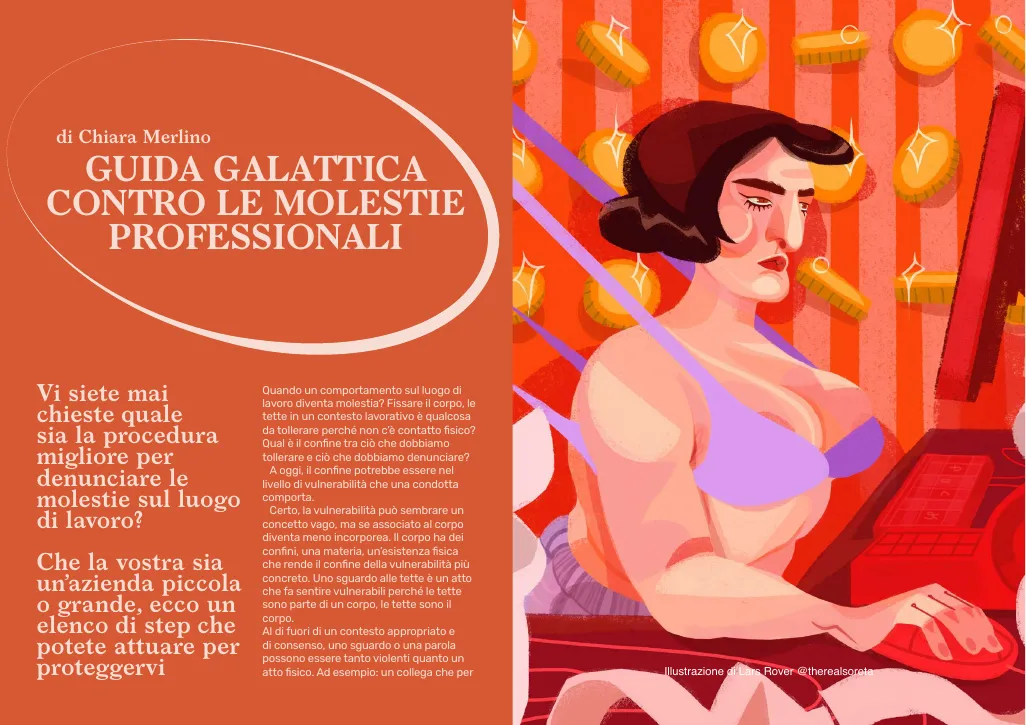 di Chiara Merlino
GUIDA GALATTICA
CONTRO LE MOLESTIE
PROFESSIONALI
Vi siete mai
chieste quale
sia la procedura
migliore per
denunciare le
molestie sul luogo
di lavoro?
Che la vostra sia
un'azienda piccola
o grande, ecco un
elenco di step che
potete attuare per
proteggervi
Quando un comportamento sul luogo di
lavoro diventa molestia? Fissare il corpo, le
tette in un contesto lavorativo è qualcosa
da tollerare perché non c'è contatto fisico?
Qual è il confine tra ciò che dobbiamo
tollerare e ciò che dobbiamo denunciare?
A oggi, il confine potrebbe essere nel
livello di vulnerabilità che una condotta
comporta.
Certo, la vulnerabilità può sembrare un
concetto vago, ma se associato al corpo
diventa meno incorporea. Il corpo ha dei
confini, una materia, un'esistenza fisica
che rende il confine della vulnerabilità più
concreto. Uno sguardo alle tette è un atto
che fa sentire vulnerabili perché le tette
sono parte di un corpo, le tette sono il
corpo.
Al di fuori di un contesto appropriato e
di consenso, uno sguardo o una parola
possono essere tanto violenti quanto un
atto fisico. Ad esempio: un collega che per
Illustrazione di Lars Rover @therealsoreta